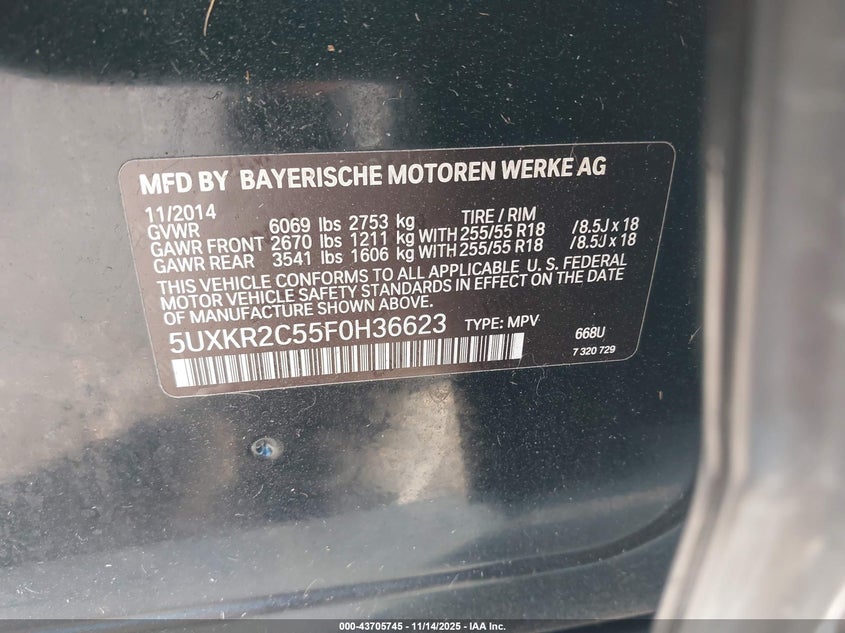 MFD BY BAYERISCHE MOTOREN WERKE AG
11/2014 TIRE / RIM
GVWR 6069 lbs 2753 kg
GAWR FRONT 2670 lbs 1211 kg WITH 255/55 R18 /8.5J x 18
GAWR REAR 3541 lbs 1606 kg WITH 255/55 R18 /8.5J x 18
THIS VEHICLE CONFORMS TO ALL APPLICABLE U.S. FEDERAL
MOTOR VEHICLE SAFETY STANDARDS IN EFFECT ON THE DATE
OF MANUFACTURE SHOWN ABOVE.
5UXKR2C55F0H36623 TYPE: MPV 668U
7 320 729
000-43705745 - 11/14/2025 - IAA Inc.